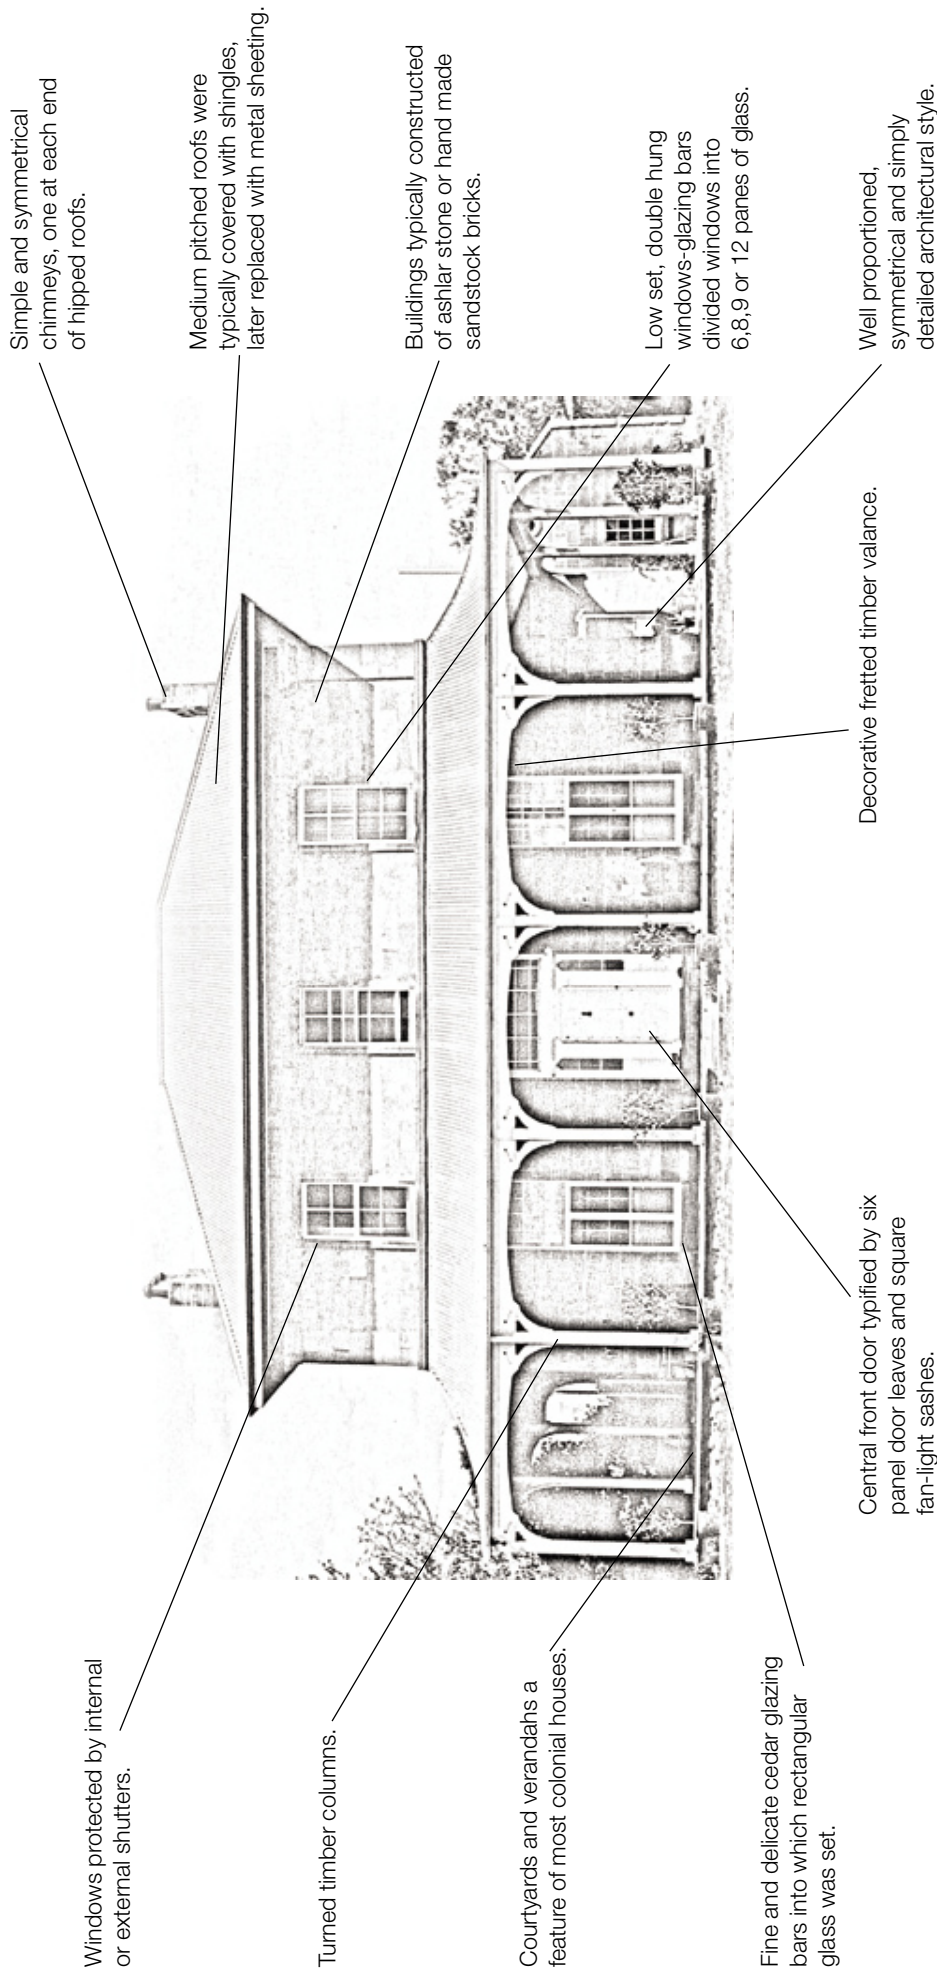 Windows protected by internal
or external shutters.
Turned timber columns.
Courtyards and verandahs a
feature of most colonial houses.
Fine and delicate cedar glazing
bars into which rectangular
glass was set.
Central front door typified by six
panel door leaves and square
fan-light sashes.
Decorative fretted timber valance.
Simple and symmetrical
chimneys, one at each end
of hipped roofs.
Medium pitched roofs were
typically covered with shingles,
later replaced with metal sheeting.
Buildings typically constructed
of ashlar stone or hand made
sandstock bricks.
Low set, double hung
windows-glazing bars
divided windows into
6,8,9 or 12 panes of glass.
Well proportioned,
symmetrical and simply
detailed architectural style.